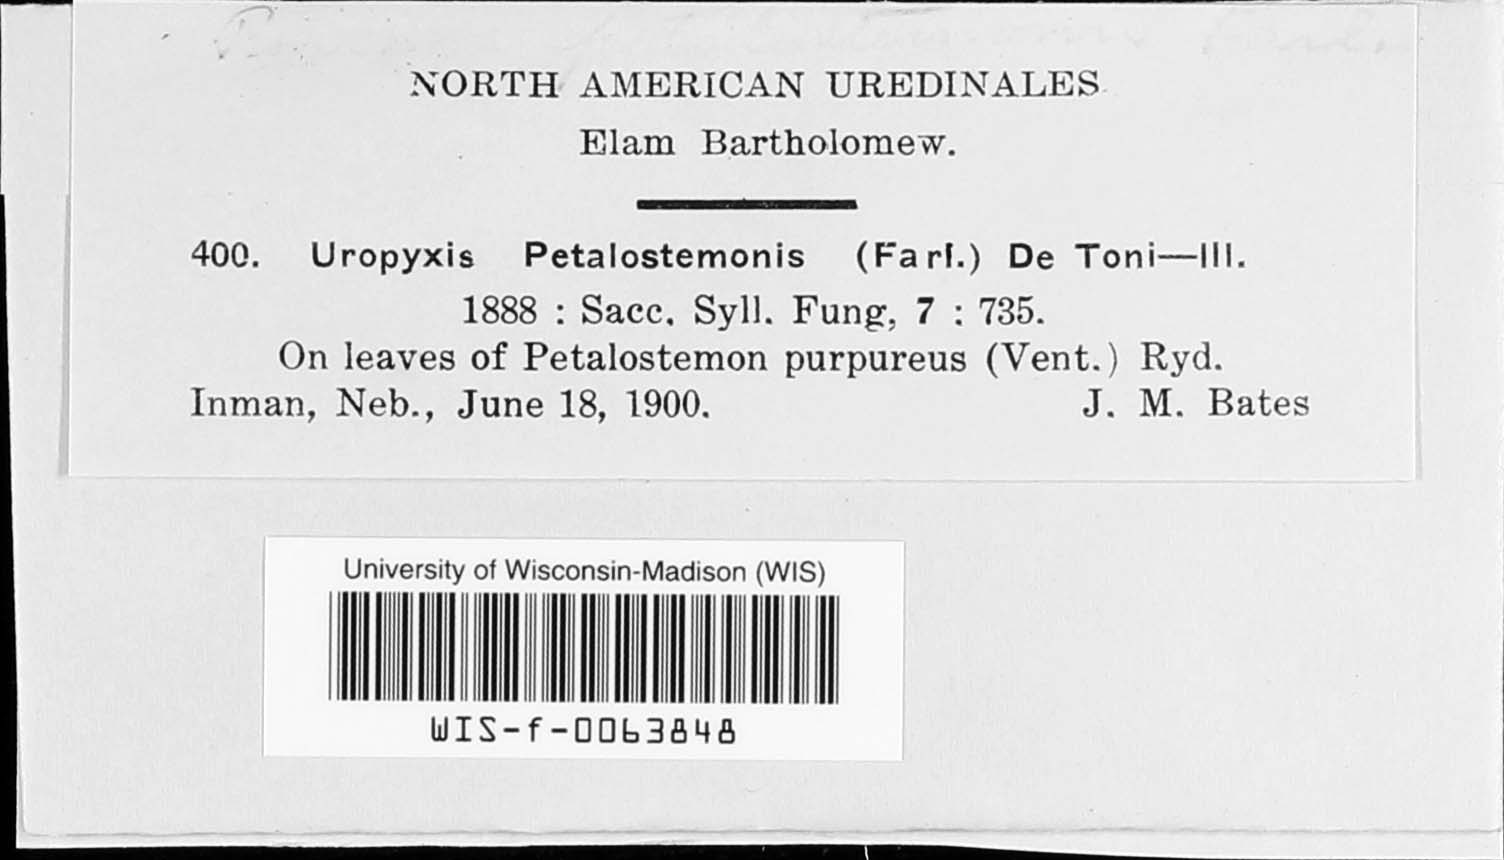 NORTH AMERICAN UREDINALES
Elam Bartholomew.
400. Uropyxis Petalostemonis (Farl.) De Toni—III.
1888 : Sacc. Syll. Fung, 7 : 735.
On leaves of Petalostemon purpureus (Vent.) Ryd.
Inman, Neb., June 18, 1900. J. M. Bates
University of Wisconsin-Madison (WIS)
WIS-f-0063848